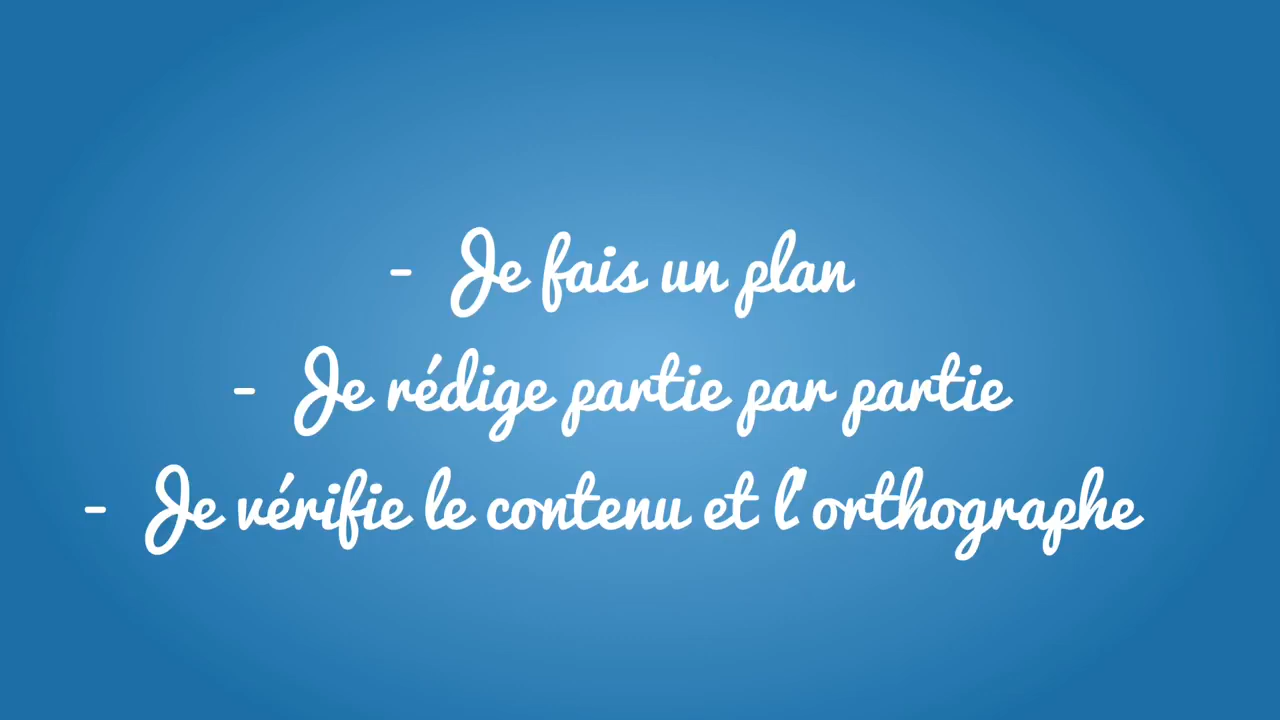 - Je fais un plan
- Je rédige partie par partie
- Je vérifie le contenu et l'orthographe